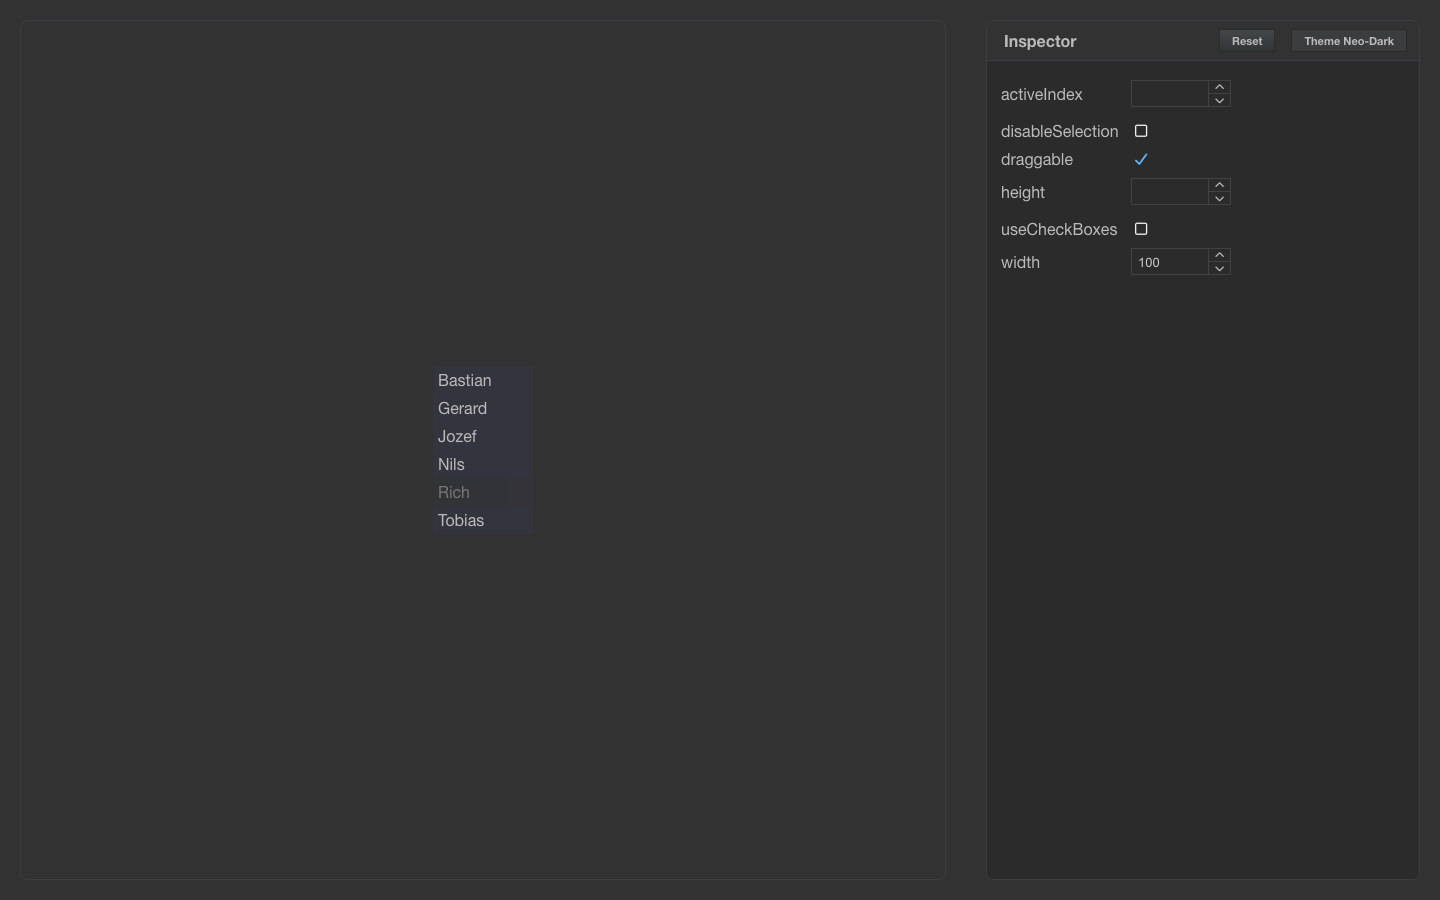 Inspector
Reset
Theme Neo-Dark
activeIndex
disableSelection
draggable
height
useCheckBoxes
width
100
Bastian
Gerard
Jozef
Nils
Rich
Tobias